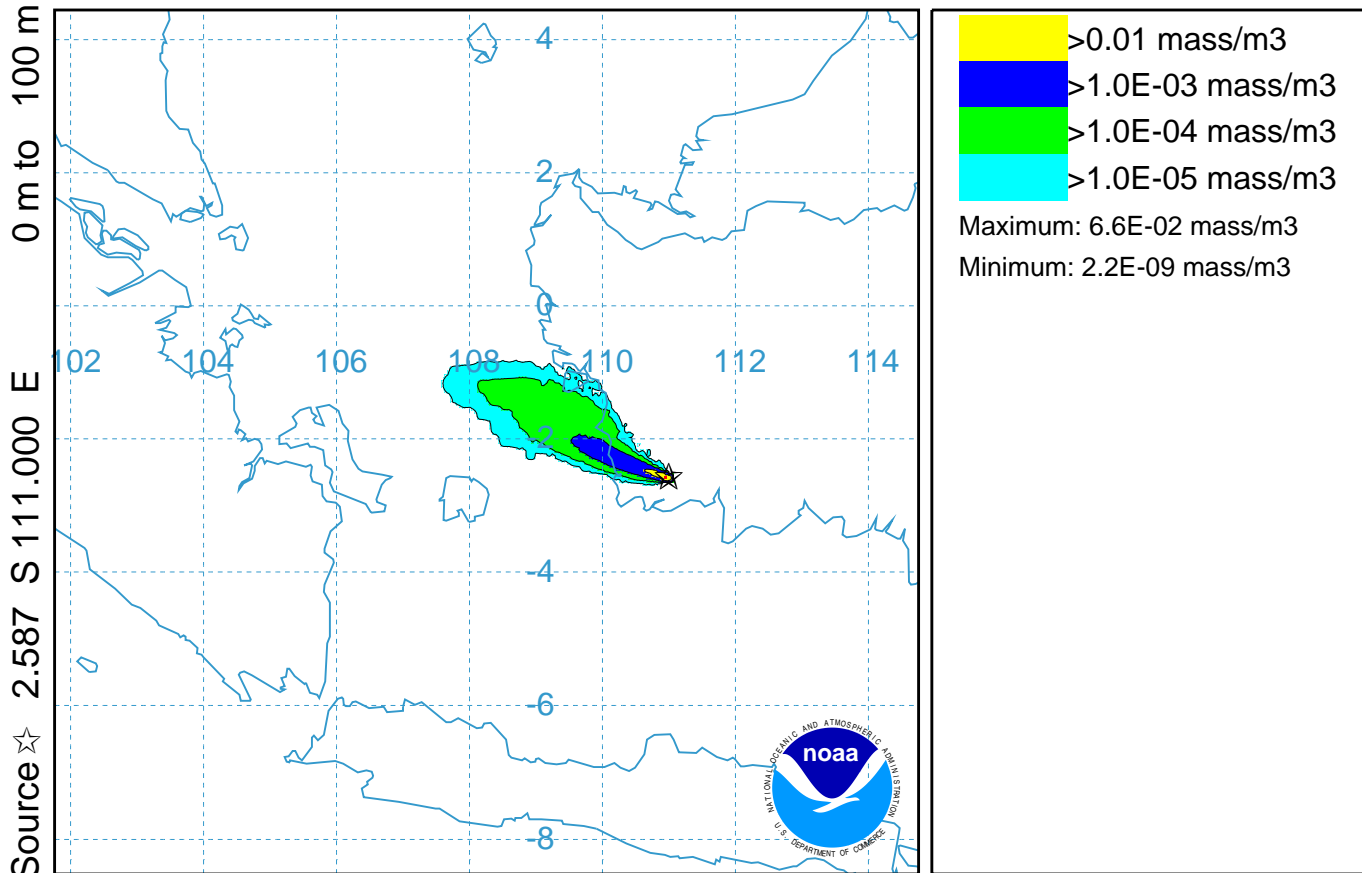 Source ☆ 2.587 S 111.000 E 0 m to 100 m
4
2
0
102 104 106 108 110 112 114
-2
-4
-6
-8
>0.01 mass/m3
>1.0E-03 mass/m3
>1.0E-04 mass/m3
>1.0E-05 mass/m3
Maximum: 6.6E-02 mass/m3
Minimum: 2.2E-09 mass/m3
NATIONAL OCEANIC AND ATMOSPHERIC ADMINISTRATION
noaa
U.S. DEPARTMENT OF COMMERCE